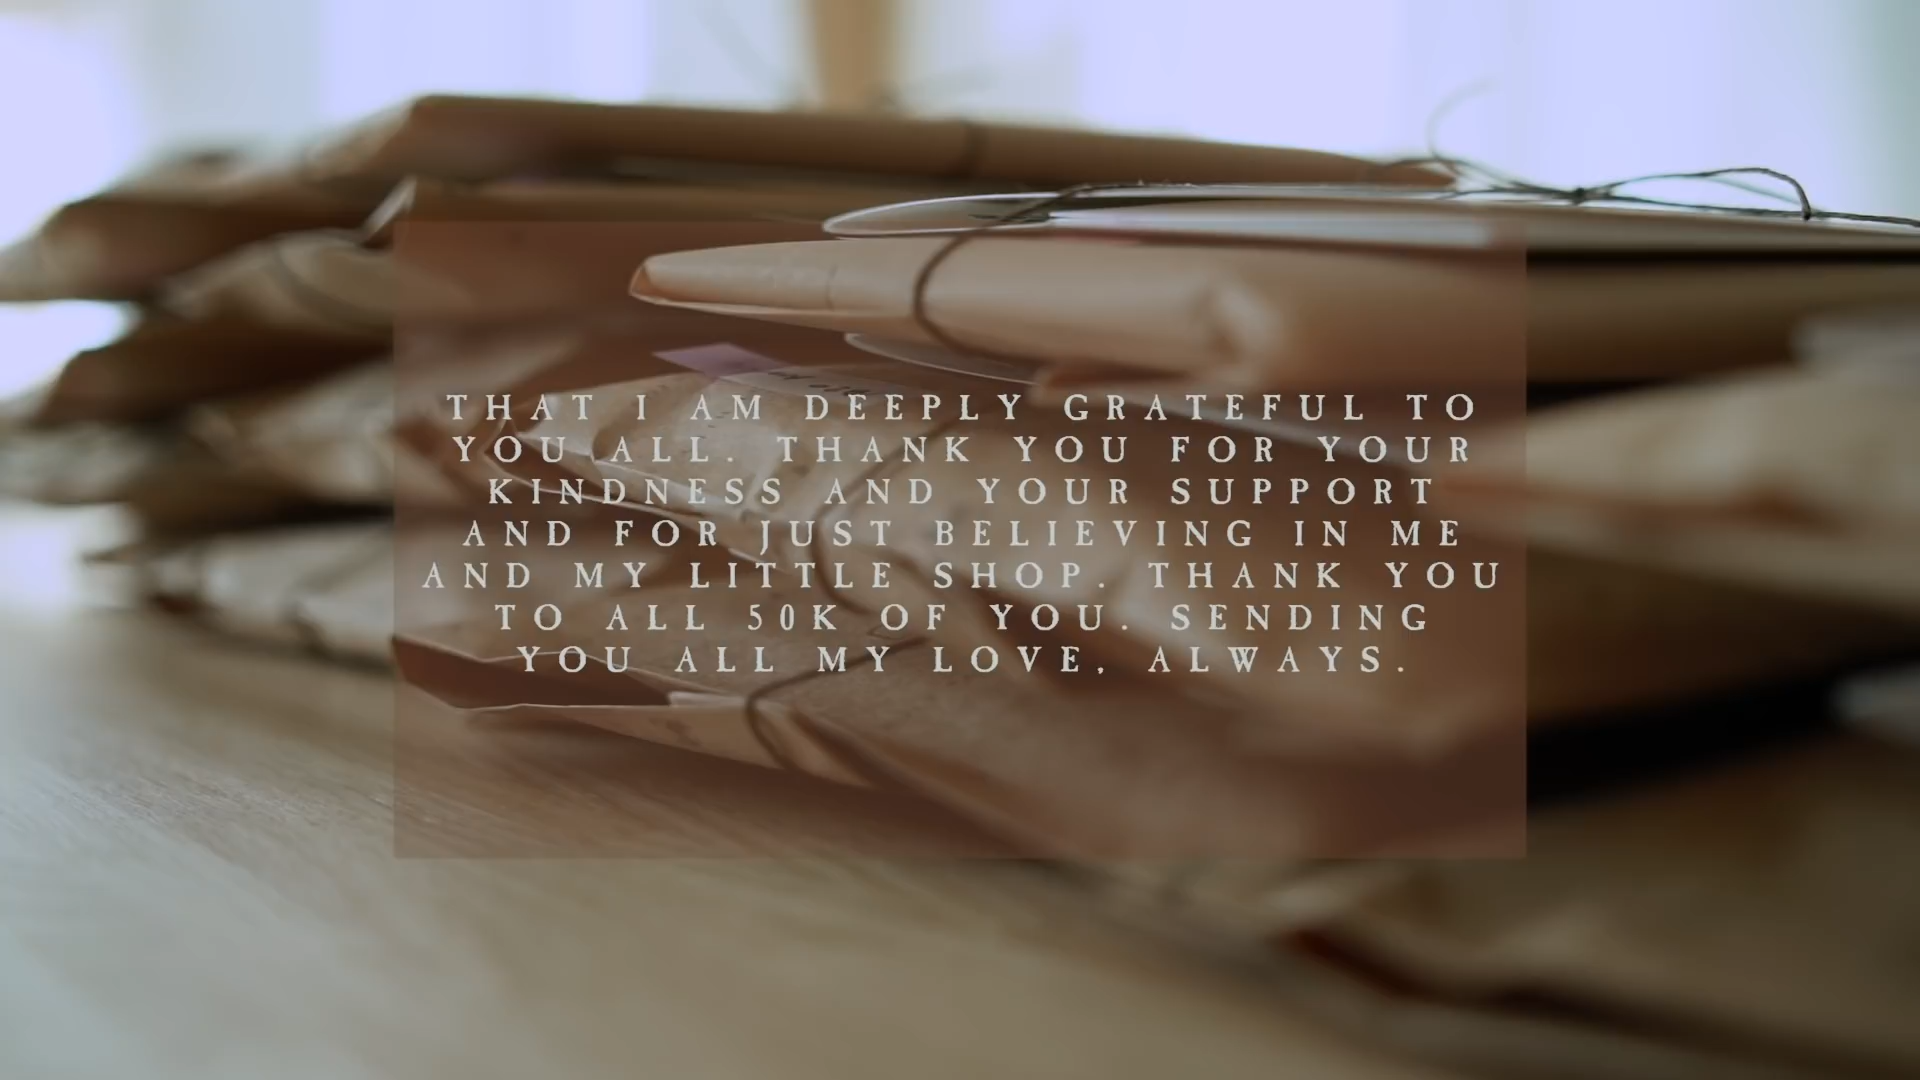 THAT I AM DEEPLY GRATEFUL TO
YOU ALL. THANK YOU FOR YOUR
KINDNESS AND YOUR SUPPORT
AND FOR JUST BELIEVING IN ME
AND MY LITTLE SHOP. THANK YOU
TO ALL 50K OF YOU. SENDING
YOU ALL MY LOVE, ALWAYS.